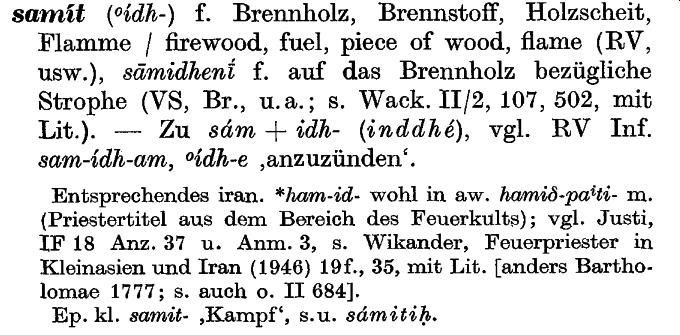 samít (°ídh-) f. Brennholz, Brennstoff, Holzscheit,
Flamme / firewood, fuel, piece of wood, flame (RV,
usw.), sāmidhenī́ f. auf das Brennholz bezügliche
Strophe (VS, Br., u.a.; s. Wack. II/2, 107, 502, mit
Lit.). — Zu sám + idh- (inddhé), vgl. RV Inf.
sam-ídh-am, °ídh-e ‚anzuzünden‘.
Entsprechendes iran. *ham-id- wohl in aw. hamiδ-paⁱti- m.
(Priestertitel aus dem Bereich des Feuerkults); vgl. Justi,
IF 18 Anz. 37 u. Anm. 3, s. Wikander, Feuerpriester in
Kleinasien und Iran (1946) 19f., 35, mit Lit. [anders Bartho-
lomae 1777; s. auch o. II 684].
Ep. kl. samit- ‚Kampf‘, s.u. sámitiḥ.